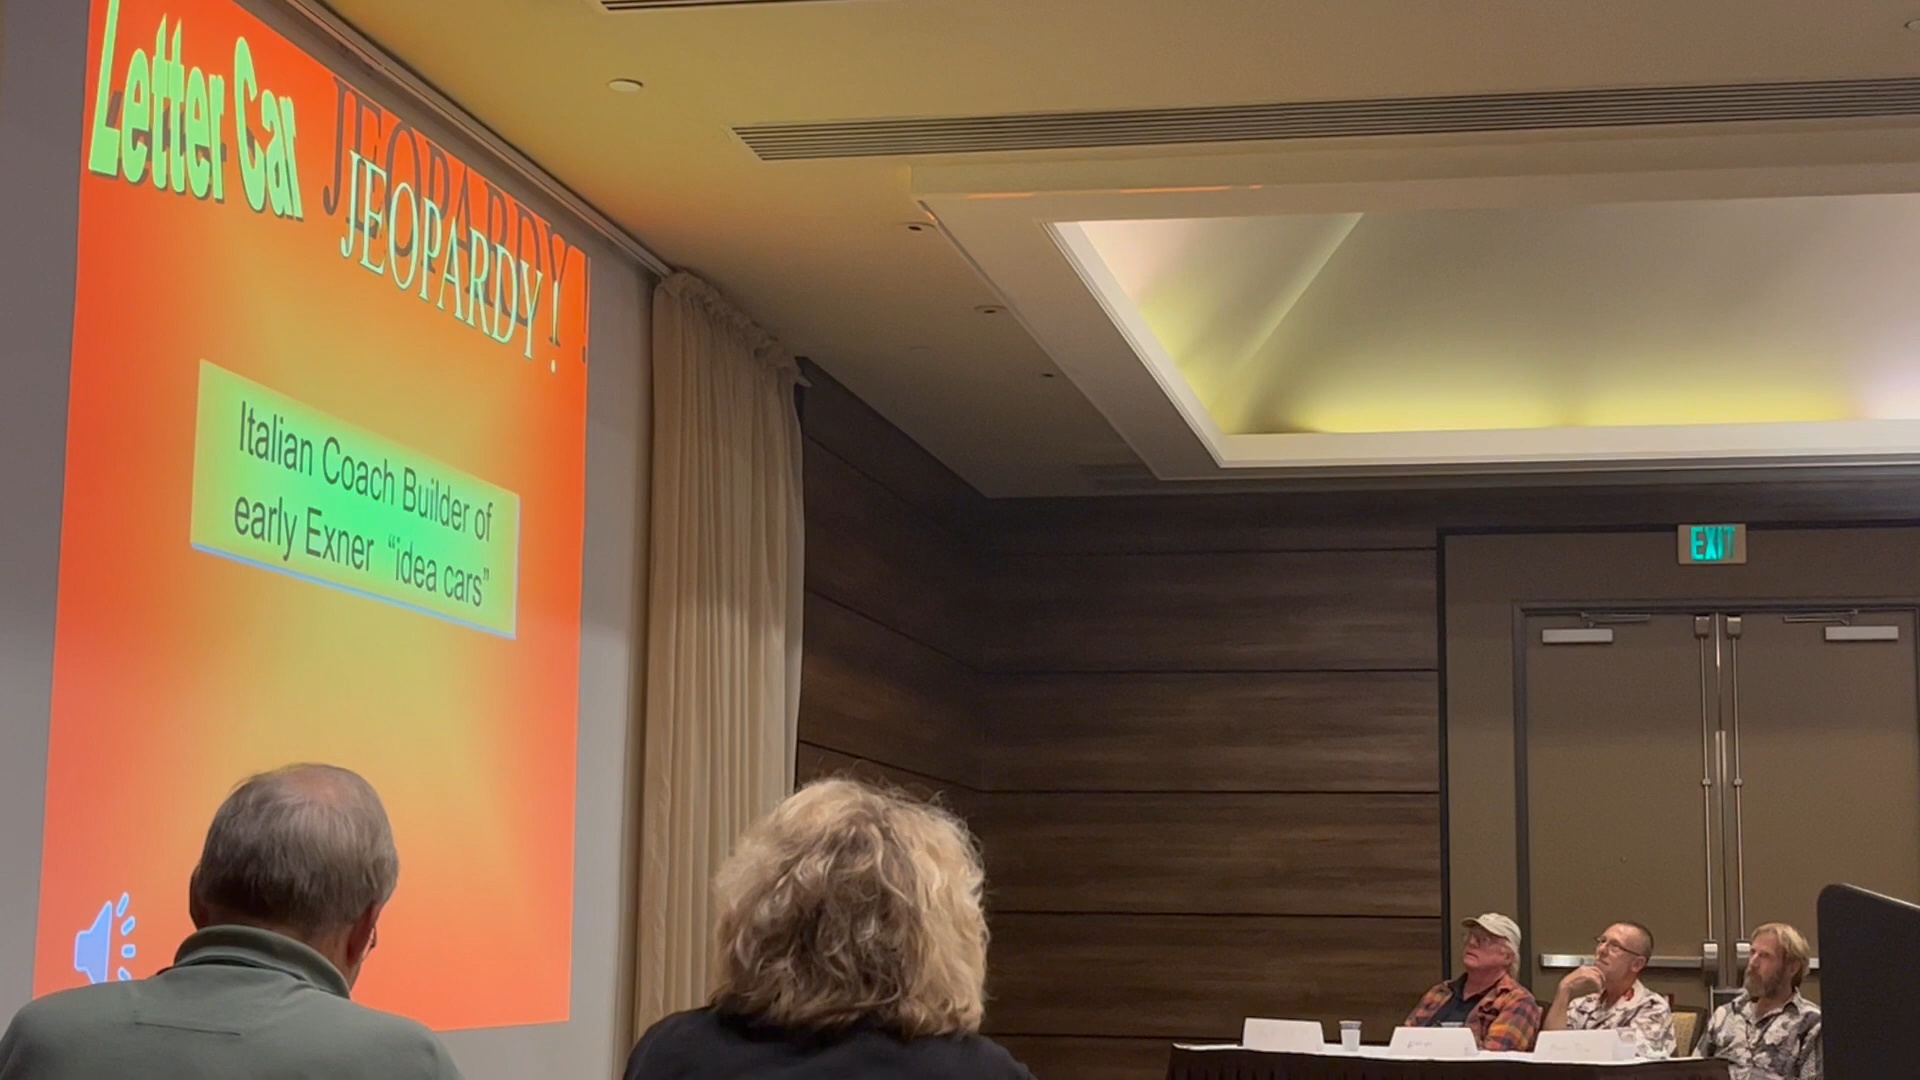 Letter Car JEOPARDY!
Italian Coach Builder of
early Exner "idea cars"
EXIT